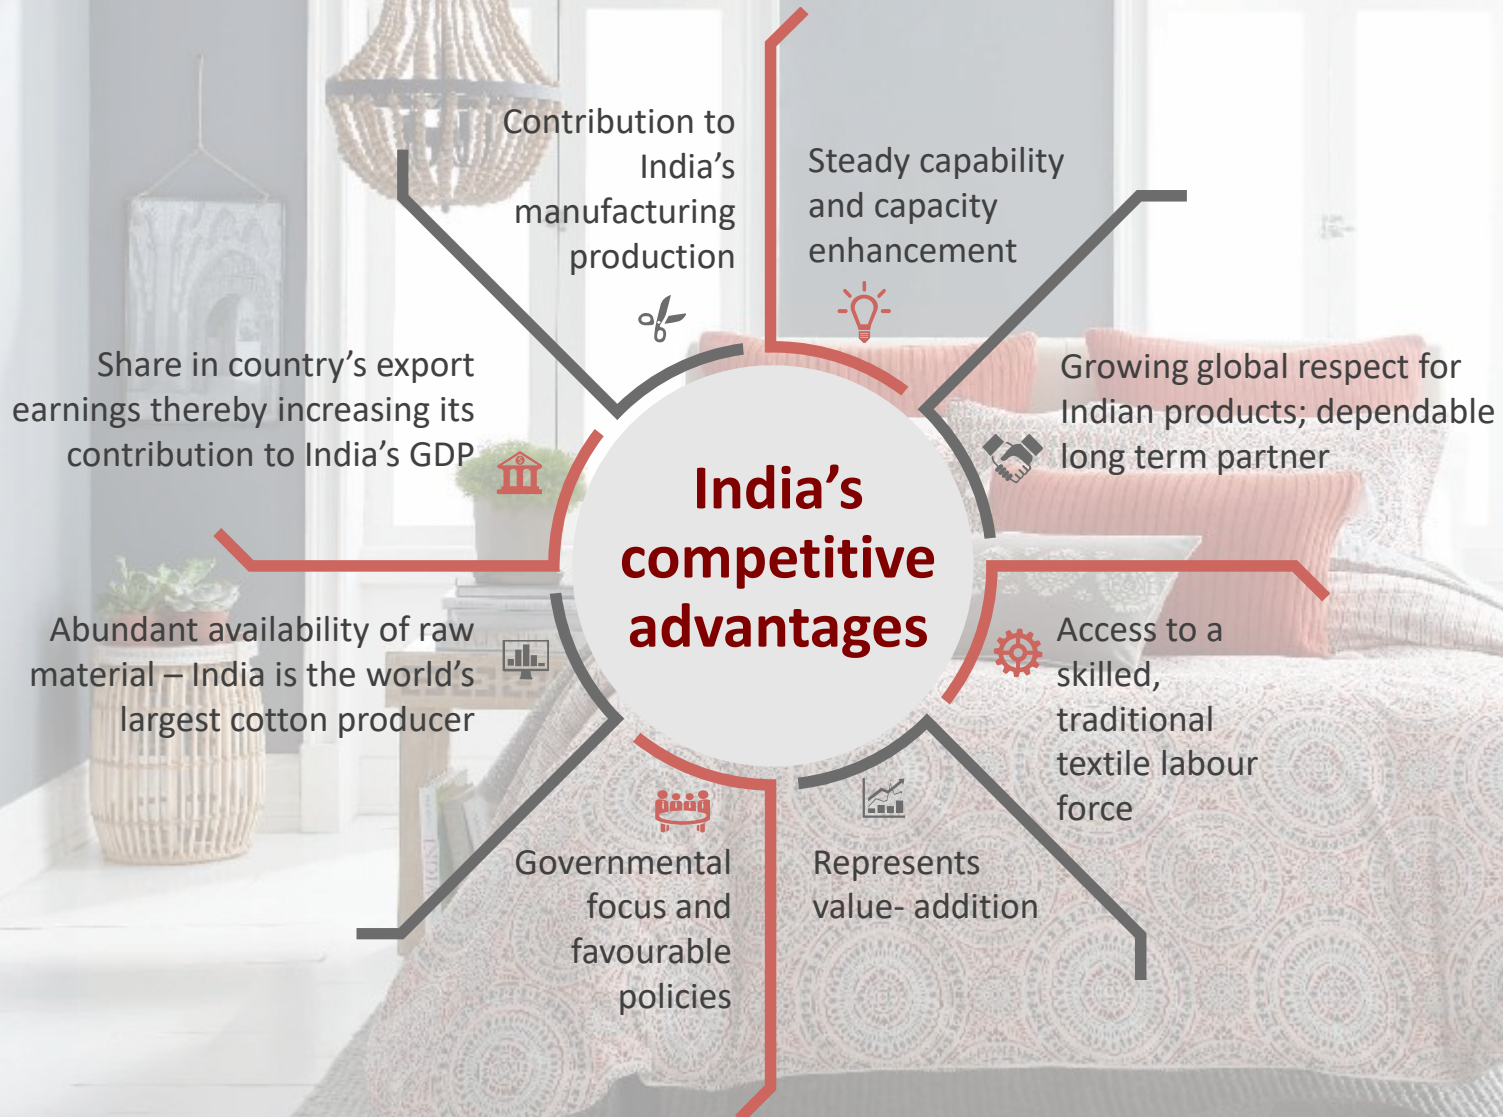 India's
competitive
advantages
Contribution to
India's
manufacturing
production
Steady capability
and capacity
enhancement
Growing global respect for
Indian products; dependable
long term partner
Access to a
skilled,
traditional
textile labour
force
Represents
value- addition
Governmental
focus and
favourable
policies
Abundant availability of raw
material – India is the world's
largest cotton producer
Share in country's export
earnings thereby increasing its
contribution to India's GDP